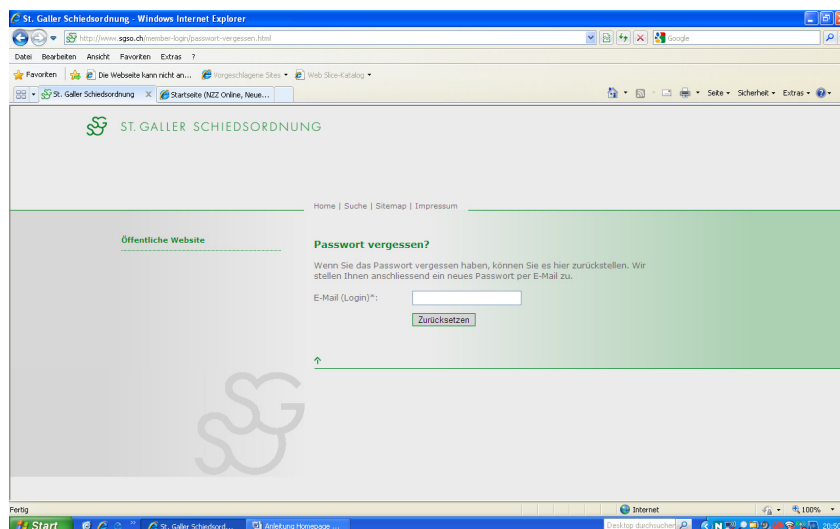 St. Galler Schiedsordnung - Windows Internet Explorer
http://www.sgso.ch/member-login/passwort-vergessen.html
Google
Datei Bearbeiten Ansicht Favoriten Extras ?
Favoriten Die Webseite kann nicht an... Vorgeschlagene Sites Web Slice-Katalog
St. Galler Schiedsordnung X Startseite (NZZ Online, Neue... Seite Sicherheit Extras
ST. GALLER SCHIEDSORDNUNG
Home | Suche | Sitemap | Impressum
Öffentliche Website
Passwort vergessen?
Wenn Sie das Passwort vergessen haben, können Sie es hier zurückstellen. Wir
stellen Ihnen anschliessend ein neues Passwort per E-Mail zu.
E-Mail (Login)*:
Zurücksetzen
SSG
Fertig Internet 100%
Start St. Galler Schiedsord... Anleitung Homepage ... Desktop durchsuchen